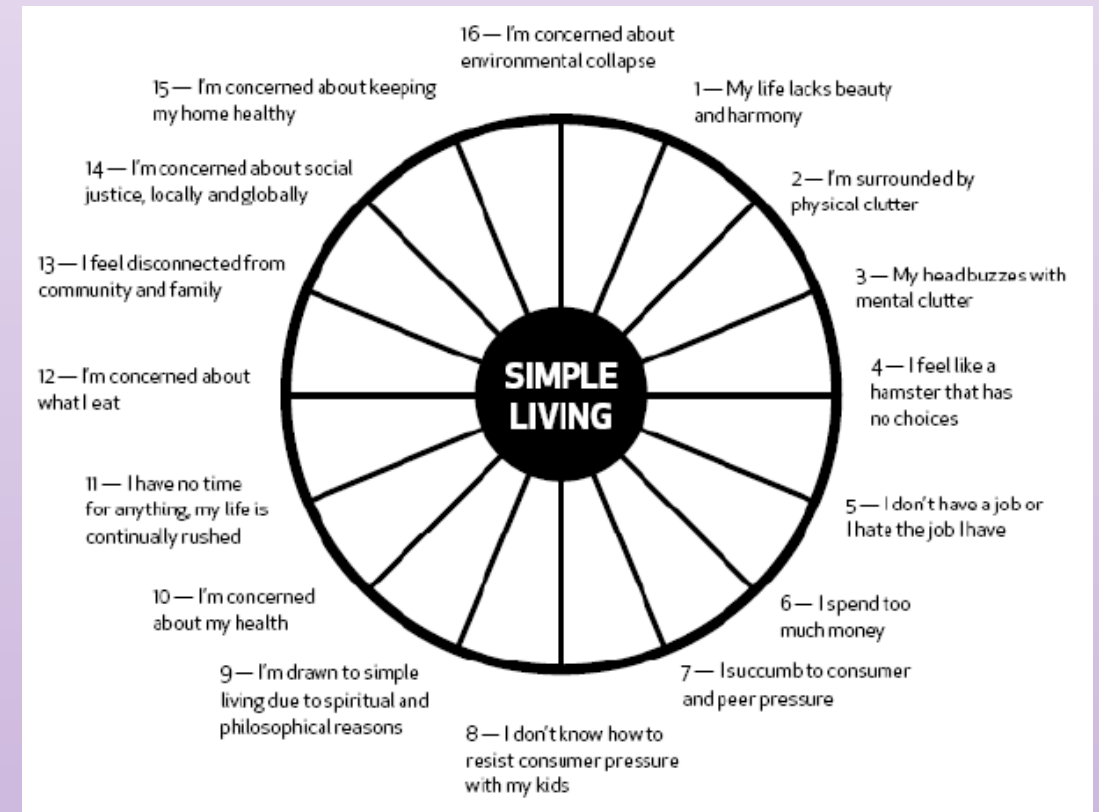 16 — I'm concerned about
environmental collapse
1 — My life lacks beauty
and harmony
2 — I'm surrounded by
physical clutter
3 — My head buzzes with
mental clutter
4 — I feel like a
hamster that has
no choices
5 — I don't have a job or
I hate the job I have
6 — I spend too
much money
7 — I succumb to consumer
and peer pressure
8 — I don't know how to
resist consumer pressure
with my kids
9 — I'm drawn to simple
living due to spiritual and
philosophical reasons
10 — I'm concerned
about my health
11 — I have no time
for anything, my life is
continually rushed
12 — I'm concerned about
what I eat
13 — I feel disconnected from
community and family
14 — I'm concerned about social
justice, locally and globally
15 — I'm concerned about keeping
my home healthy
SIMPLE
LIVING